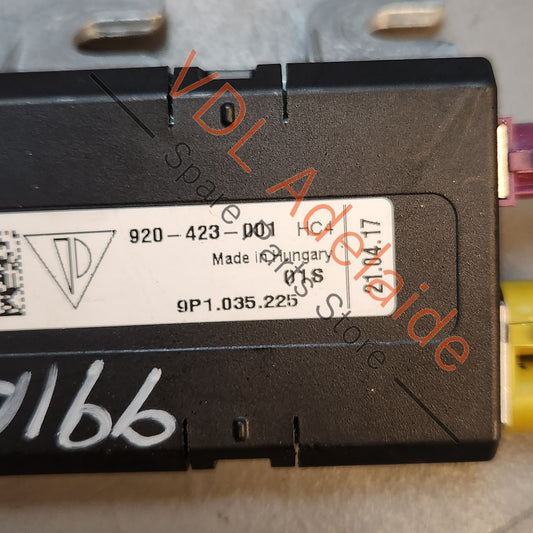 920-423-001 HC4
Made in Hungary
01S
9P1.035.225
21.04.17
VDL Adelaide
Spare Parts Store
9166